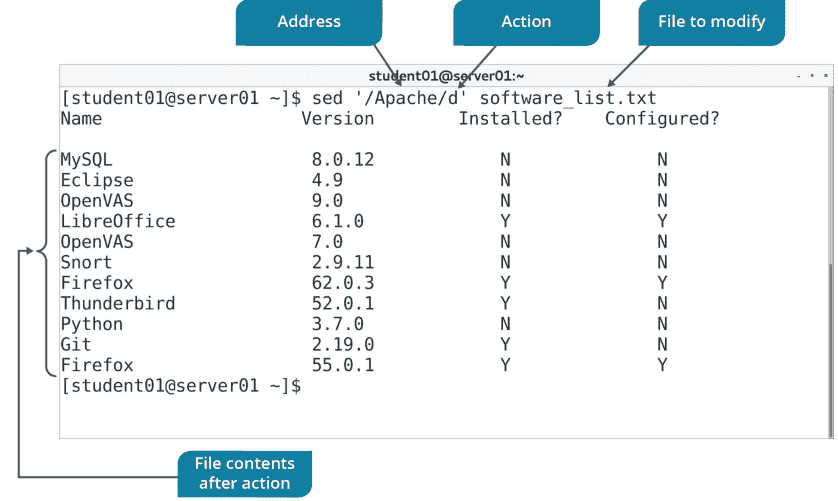 Address Action File to modify
student01@server01:~
[student01@server01 ~]$ sed '/Apache/d' software_list.txt
Name Version Installed? Configured?
MySQL 8.0.12 N N
Eclipse 4.9 N N
OpenVAS 9.0 N N
LibreOffice 6.1.0 Y Y
OpenVAS 7.0 N N
Snort 2.9.11 N N
Firefox 62.0.3 Y Y
Thunderbird 52.0.1 Y N
Python 3.7.0 N N
Git 2.19.0 Y N
Firefox 55.0.1 Y Y
[student01@server01 ~]$
File contents
after action